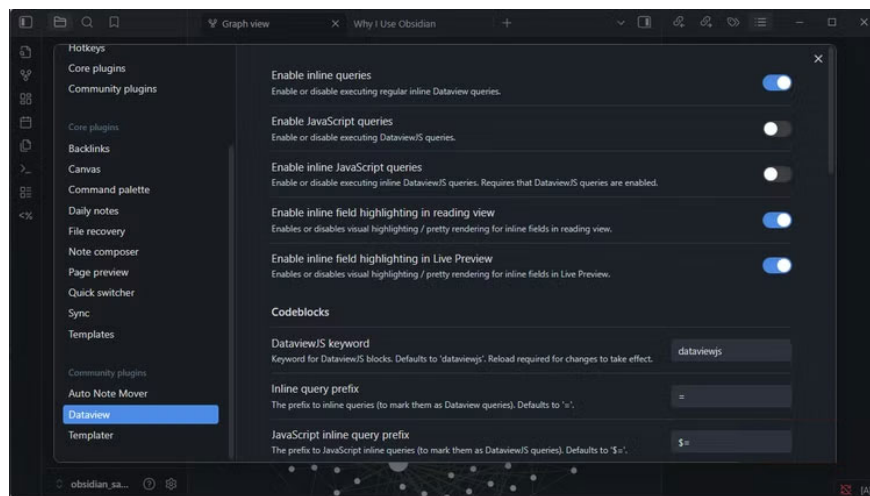 Graph view
Why I Use Obsidian
Hotkeys
Core plugins
Community plugins
Core plugins
Backlinks
Canvas
Command palette
Daily notes
File recovery
Note composer
Page preview
Quick switcher
Sync
Templates
Community plugins
Auto Note Mover
Dataview
Templater
Enable inline queries
Enable or disable executing regular inline Dataview queries.
Enable JavaScript queries
Enable or disable executing DataviewJS queries.
Enable inline JavaScript queries
Enable or disable executing inline DataviewJS queries. Requires that DataviewJS queries are enabled.
Enable inline field highlighting in reading view
Enables or disables visual highlighting / pretty rendering for inline fields in reading view.
Enable inline field highlighting in Live Preview
Enables or disables visual highlighting / pretty rendering for inline fields in Live Preview.
Codeblocks
DataviewJS keyword
Keyword for DataviewJS blocks. Defaults to 'dataviewjs'. Reload required for changes to take effect.
dataviewjs
Inline query prefix
The prefix to inline queries (to mark them as Dataview queries). Defaults to '='.
=
JavaScript inline query prefix
The prefix to JavaScript inline queries (to mark them as DataviewJS queries). Defaults to '$='.
$=
obsidian_sa...